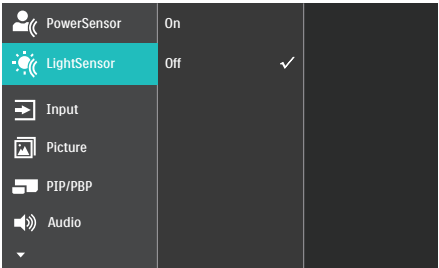 PowerSensor
On
LightSensor
Off
Input
Picture
PIP/PBP
Audio